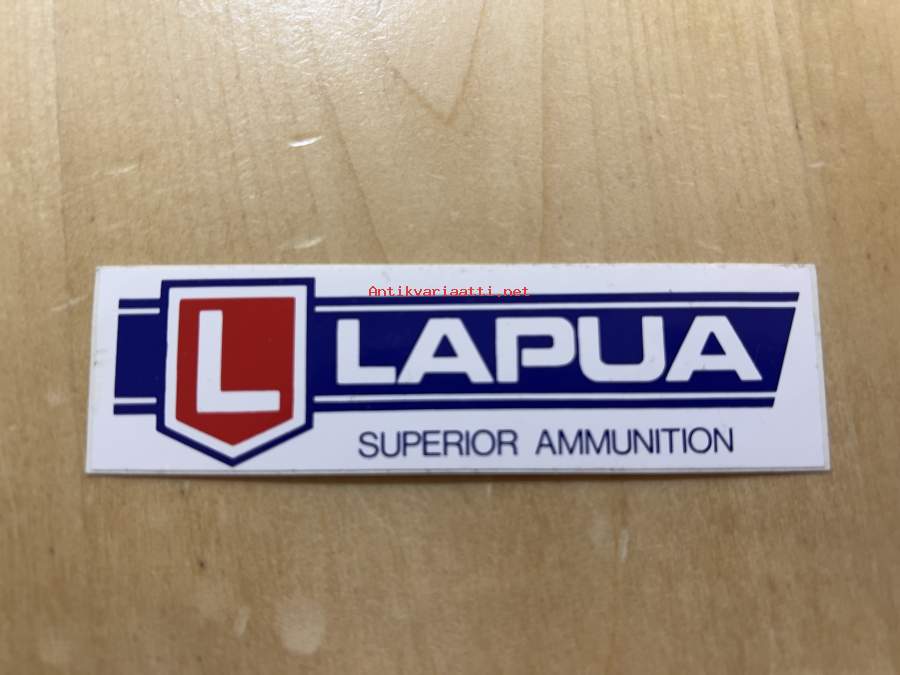 Antikvariaatti.net
L LAPUA
SUPERIOR AMMUNITION